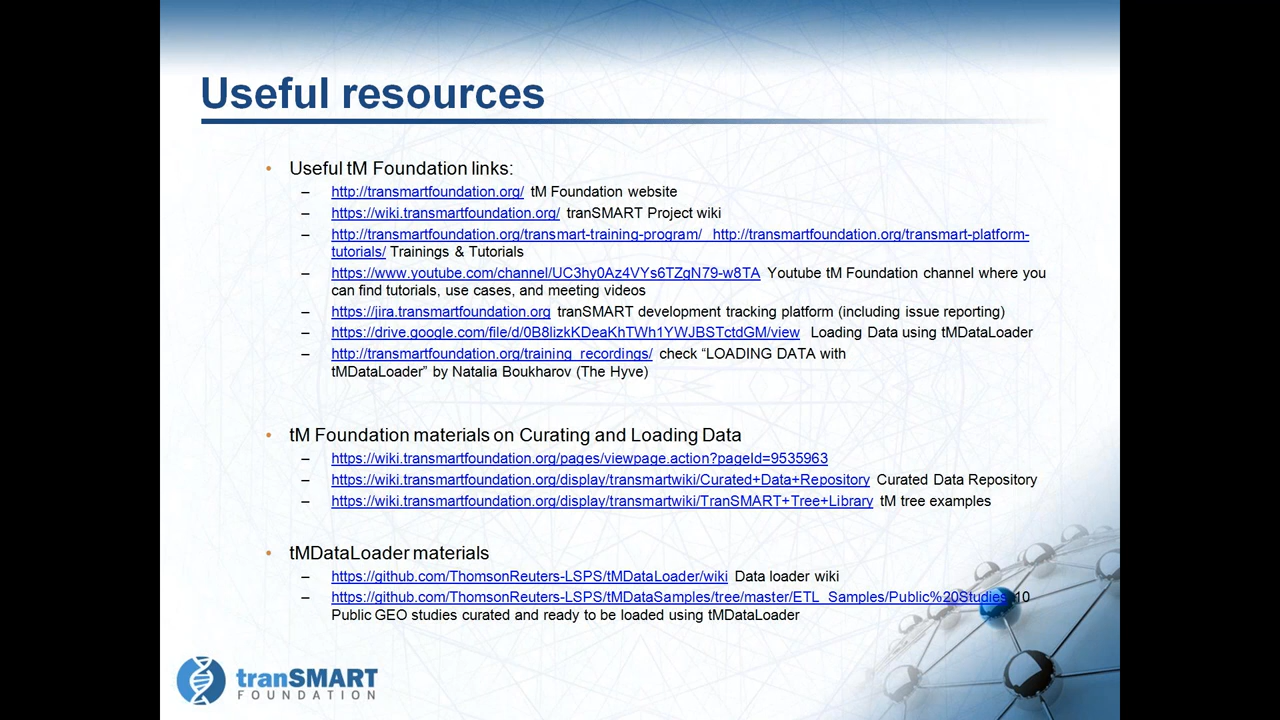 Useful resources
• Useful tM Foundation links:
– http://transmartfoundation.org/ tM Foundation website
– https://wiki.transmartfoundation.org/ tranSMART Project wiki
– http://transmartfoundation.org/transmart-training-program/ http://transmartfoundation.org/transmart-platform-
tutorials/ Trainings & Tutorials
– https://www.youtube.com/channel/UC3hy0Az4VYs6TZgN79-w8TA Youtube tM Foundation channel where you
can find tutorials, use cases, and meeting videos
– https://jira.transmartfoundation.org tranSMART development tracking platform (including issue reporting)
– https://drive.google.com/file/d/0B8lizkKDeaKhTWh1YWJBSTctdGM/view Loading Data using tMDataLoader
– http://transmartfoundation.org/training_recordings/ check “LOADING DATA with
tMDataLoader” by Natalia Boukharov (The Hyve)
• tM Foundation materials on Curating and Loading Data
– https://wiki.transmartfoundation.org/pages/viewpage.action?pageId=9535963
– https://wiki.transmartfoundation.org/display/transmartwiki/Curated+Data+Repository Curated Data Repository
– https://wiki.transmartfoundation.org/display/transmartwiki/TranSMART+Tree+Library tM tree examples
• tMDataLoader materials
– https://github.com/ThomsonReuters-LSPS/tMDataLoader/wiki Data loader wiki
– https://github.com/ThomsonReuters-LSPS/tMDataSamples/tree/master/ETL_Samples/Public%20Studies 10
Public GEO studies curated and ready to be loaded using tMDataLoader
tranSMART
FOUNDATION